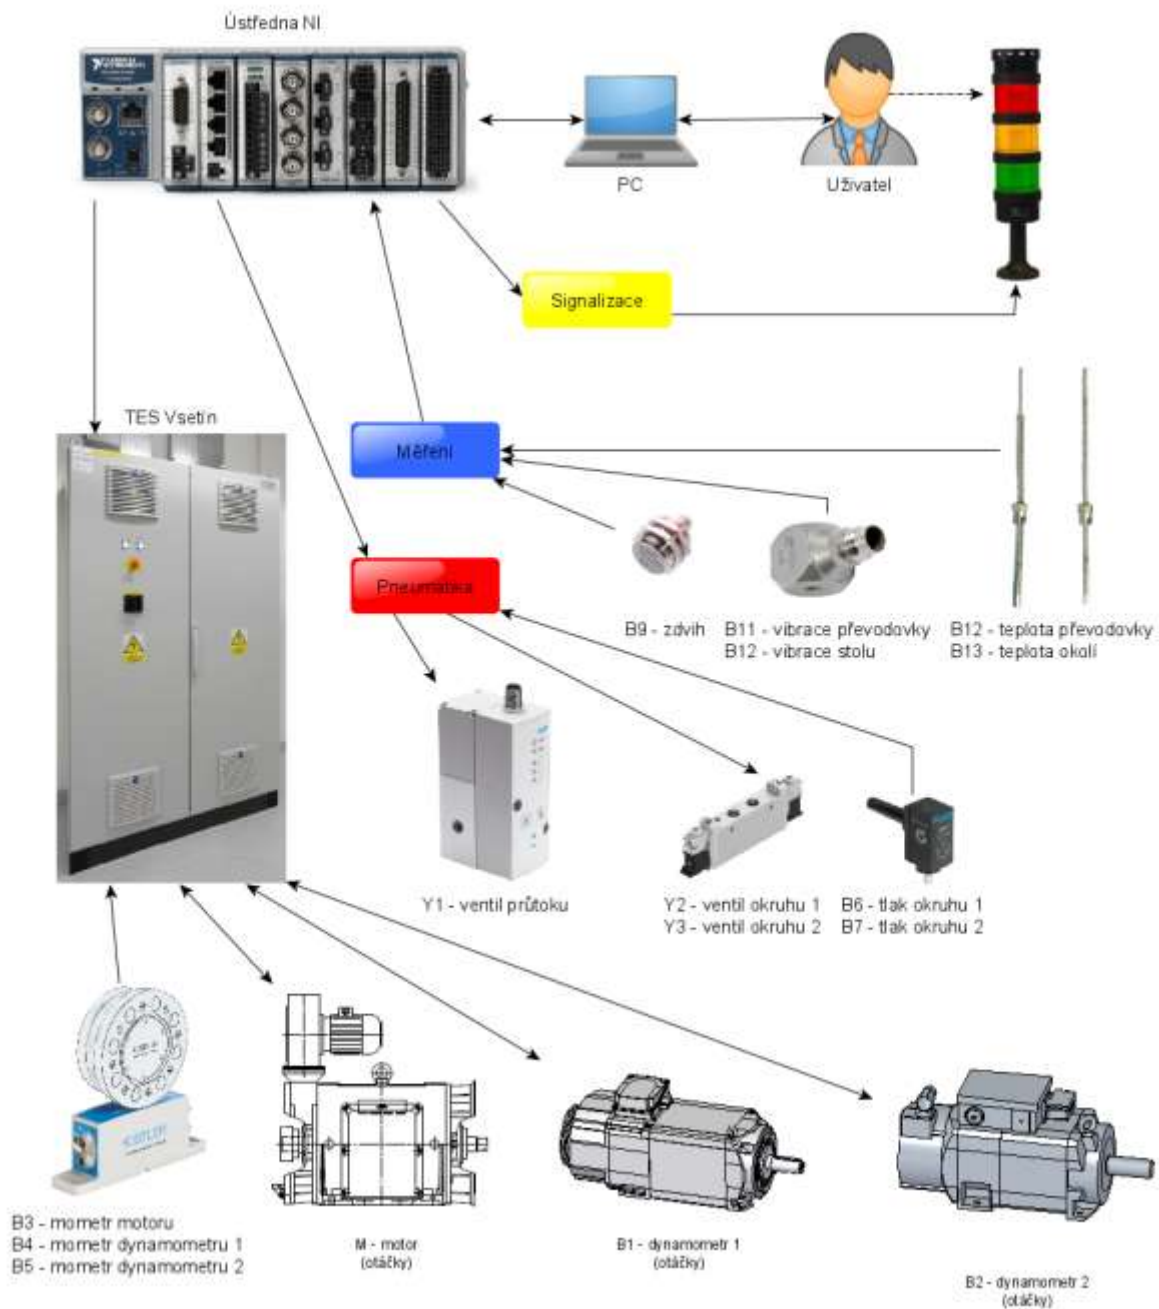 Ústředna NI
PC
Uživatel
Signalizace
TES Vsetín
Měření
Pneumatika
B9 - zdvih
B11 - vibrace převodovky
B12 - vibrace stolu
B12 - teplota převodovky
B13 - teplota okolí
Y1 - ventil průtoku
Y2 - ventil okruhu 1
Y3 - ventil okruhu 2
B6 - tlak okruhu 1
B7 - tlak okruhu 2
B3 - mometr motoru
B4 - mometr dynamometru 1
B5 - mometr dynamometru 2
M - motor
(otáčky)
B1 - dynamometr 1
(otáčky)
B2 - dynamometr 2
(otáčky)